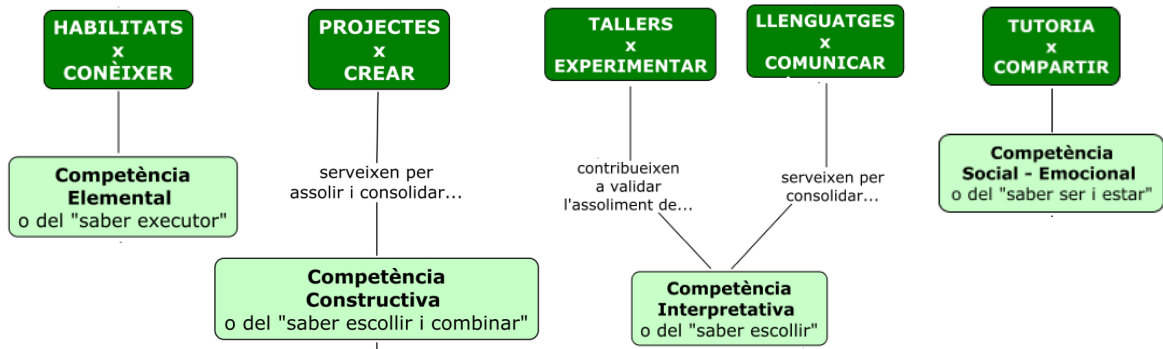 HABILITATS
x
CONÈIXER
PROJECTES
x
CREAR
TALLERS
x
EXPERIMENTAR
LLENGUATGES
x
COMUNICAR
TUTORIA
x
COMPARTIR
Competència
Elemental
o del "saber executor"
serveixen per
assolir i consolidar...
contribueixen
a validar
l'assoliment de...
serveixen per
consolidar...
Competència
Social - Emocional
o del "saber ser i estar"
Competència
Constructiva
o del "saber escollir i combinar"
Competència
Interpretativa
o del "saber escollir"